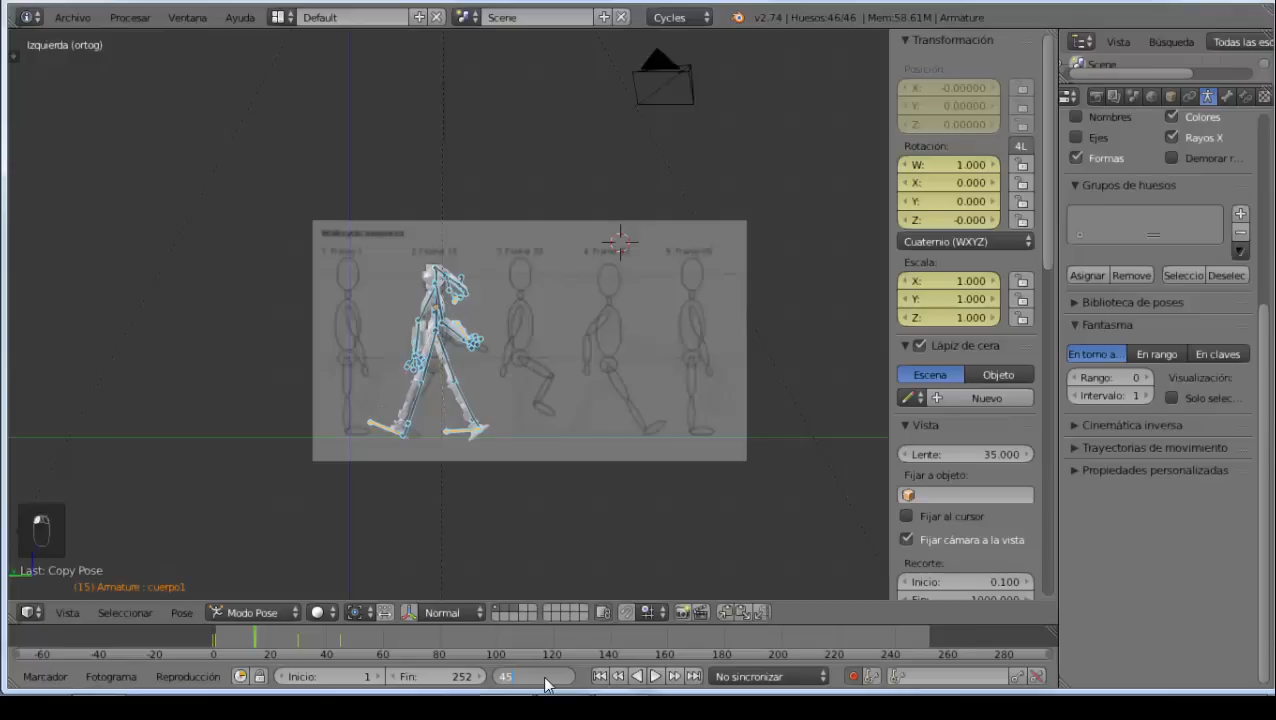 Archivo Procesar Ventana Ayuda Default Scene Cycles v2.74 | Huesos:46/46 | Mem:58.61M | Armature
Izquierda (ortog)
Transformación
Posición
X: -0.00000
Y: 0.00000
Z: 0.00000
Rotación: 4L
W: 1.000
X: 0.000
Y: 0.000
Z: -0.000
Cuaternio (WXYZ)
Escala:
X: 1.000
Y: 1.000
Z: 1.000
Lápiz de cera
Escena Objeto
Nuevo
Vista
Lente: 35.000
Fijar a objeto:
Fijar al cursor
Fijar cámara a la vista
Recorte:
Inicio: 0.100
Vista Búsqueda Todas las esc
Scene
Nombres Colores
Ejes Rayos X
Formas Demorar r...
Grupos de huesos
Asignar Remove Seleccio Deselec
Biblioteca de poses
Fantasma
En torno a... En rango En claves
Rango: 0 Visualización:
Intervalo: 1 Solo selec...
Cinemática inversa
Trayectorias de movimiento
Propiedades personalizadas
Last: Copy Pose
(15) Armature : cuerpo1
Vista Seleccionar Pose Modo Pose Normal
-60 -40 -20 0 20 40 60 80 100 120 140 160 180 200 220 240 260 280
Marcador Fotograma Reproducción Inicio: 1 Fin: 252 45 No sincronizar